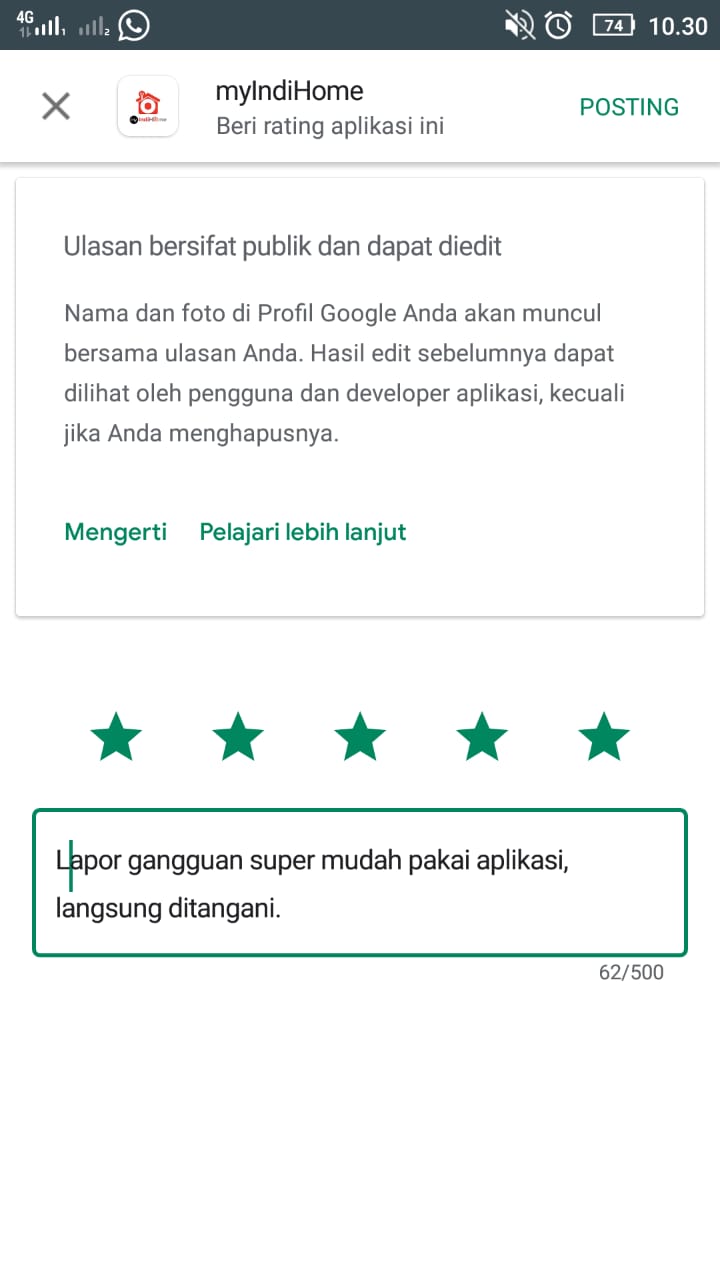 4G
1
2
74
10.30
myIndiHome
Beri rating aplikasi ini
POSTING
Ulasan bersifat publik dan dapat diedit
Nama dan foto di Profil Google Anda akan muncul
bersama ulasan Anda. Hasil edit sebelumnya dapat
dilihat oleh pengguna dan developer aplikasi, kecuali
jika Anda menghapusnya.
Mengerti
Pelajari lebih lanjut
Lapor gangguan super mudah pakai aplikasi,
langsung ditangani.
62/500